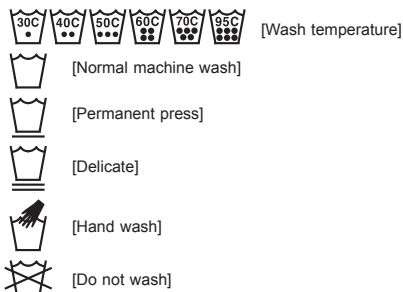 30C 40C 50C 60C 70C 95C [Wash temperature]
[Normal machine wash]
[Permanent press]
[Delicate]
[Hand wash]
[Do not wash]